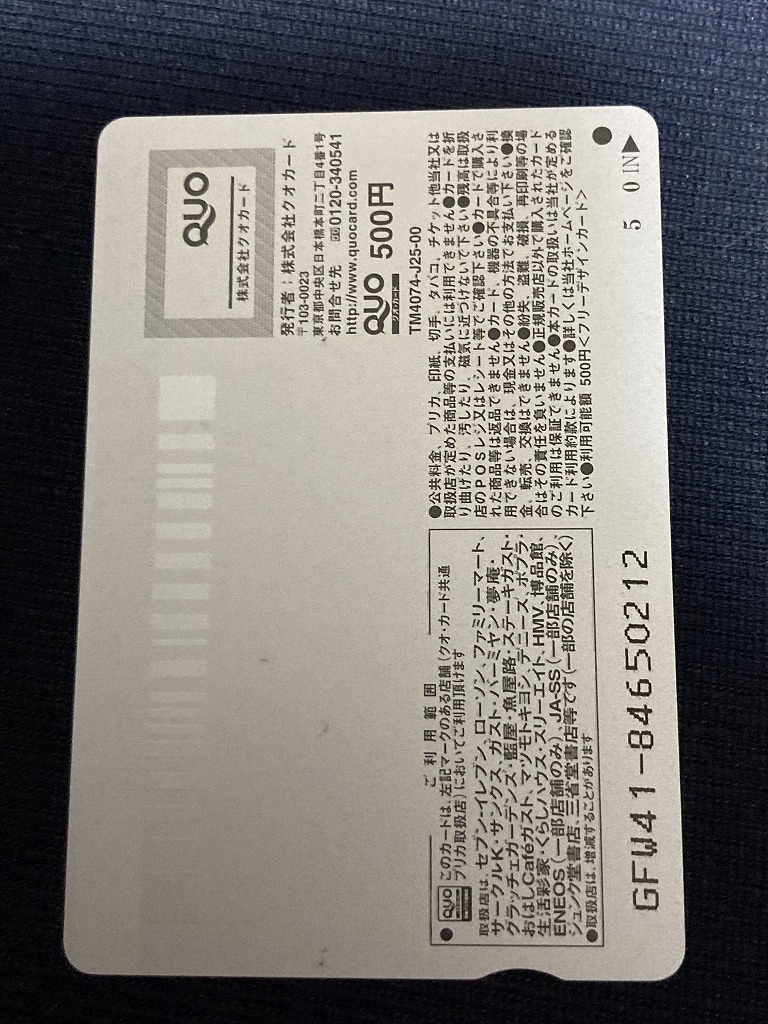 このカードは、左記マークのある店舗(クオ・カード共通
プリカ取扱店)においてご利用頂けます
ご利用範囲
QUO
取扱店は、セブン-イレブン、ローソン、ファミリーマート、
サークルK・サンクス、ガスト・バーミヤン・夢庵・
グラッチェガーデンズ・藍屋・魚屋路・ステーキガスト・
おはしCaféガスト、マツモトキヨシ、デニーズ、ポプラ・
生活彩家・くらしハウス・スリーエイト、HMV、博品館、
ENEOS(一部店舗のみ)、JA-SS(一部店舗のみ)、
ジュンク堂書店、三省堂書店等です(一部の店舗を除く)
●取扱店は、増減することがあります
QUO
株式会社クオカード
発行者：株式会社クオカード
〒103-0023
東京都中央区日本橋本町二丁目4番1号
お問合せ先 0120-340541
http://www.quocard.com
QUO 500円
クオ・カード
TM4074-J25-00
●公共料金、プリカ、印紙、切手、タバコ、チケット他当社又は
取扱店が定めた商品等の支払いには利用できません●カードを折
り曲げたり、汚したり、磁気に近づけないで下さい●残高は取扱
店のPOSレジ又はレシート等でご確認下さい●カードで購入さ
れた商品等は返品できません●カード、機器の不具合等により利
用できない場合は、現金又はその他の方法でお支払い下さい●換
金、転売、交換はできません●紛失、盗難、破損、再印刷等の場
合はその責任を負いません●正規販売店以外で購入されたカード
のご利用は保証できません●本カードの取扱いは当社が定める
カード利用約款によります●詳しくは当社ホームページをご確認
下さい●利用可能額 500円<フリーデザインカード>
5 0 IN▶
GFW41-84650212